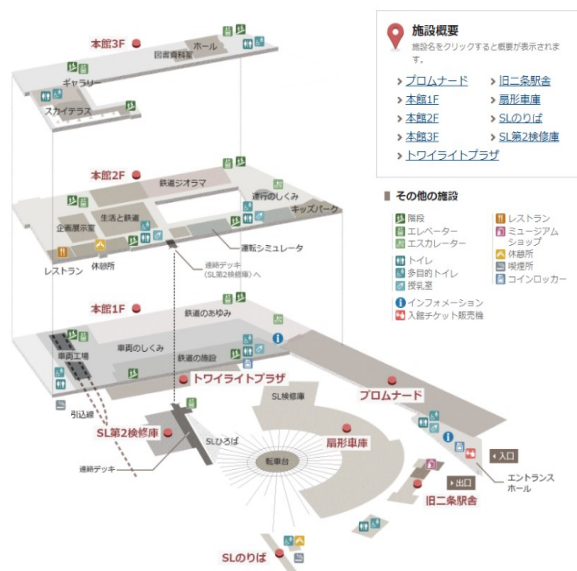 本館3F
ホール
図書資料室
ギャラリー
スカイテラス
本館2F
鉄道ジオラマ
運行のしくみ
キッズパーク
生活と鉄道
企画展示室
運転シミュレータ
レストラン
休憩所
連絡デッキ
(SL第2検修庫)へ
本館1F
鉄道のあゆみ
車両のしくみ
車両工場
鉄道の施設
トワイライトプラザ
プロムナード
引込線
SL第2検修庫
SL検修庫
SLひろば
扇形車庫
連絡デッキ
転車台
入口
エントランス
ホール
出口
旧二条駅舎
SLのりば
施設概要
施設名をクリックすると概要が表示されま
す。
プロムナード
旧二条駅舎
本館1F
扇形車庫
本館2F
SLのりば
本館3F
SL第2検修庫
トワイライトプラザ
その他の施設
階段
エレベーター
エスカレーター
トイレ
多目的トイレ
授乳室
インフォメーション
入館チケット販売機
レストラン
ミュージアム
ショップ
休憩所
喫煙所
コインロッカー